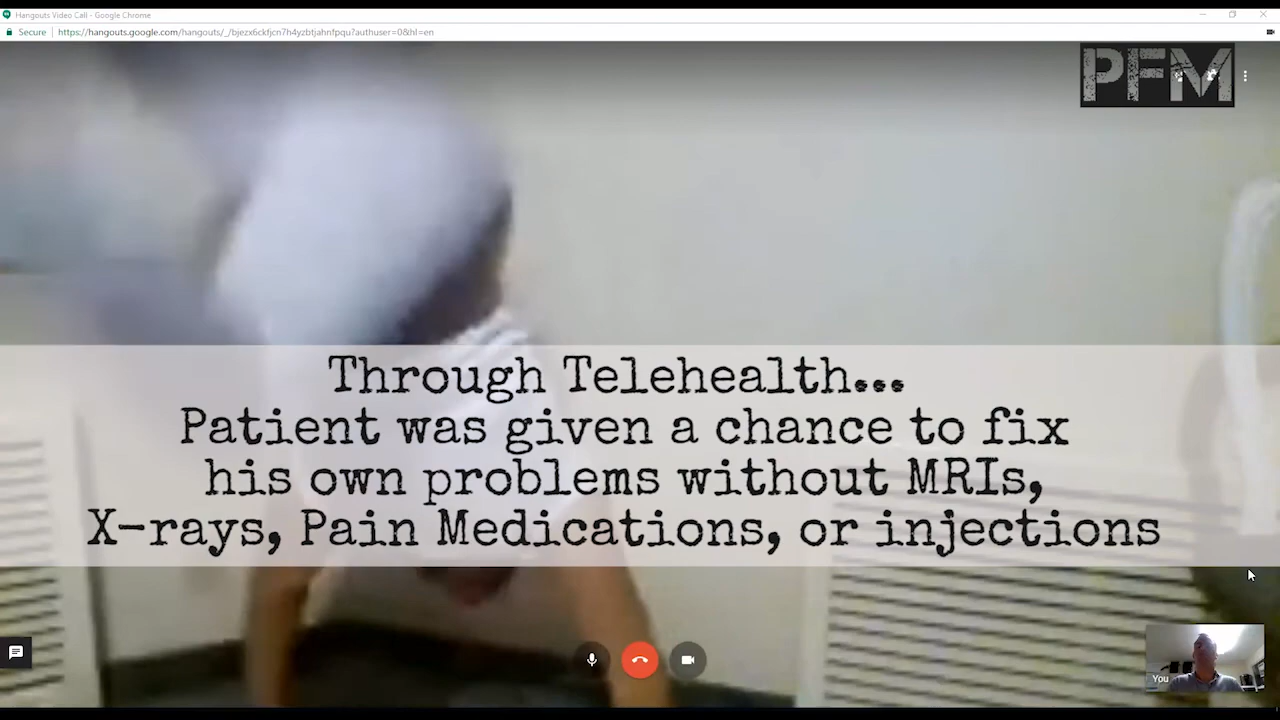 Hangouts Video Call - Google Chrome
Secure https://hangouts.google.com/hangouts/_/bjezx6ckfjcn7h4yzbtjahnfpqu?authuser=0&hl=en
PFM
Through Telehealth...
Patient was given a chance to fix
his own problems without MRIs,
X-rays, Pain Medications, or injections
You